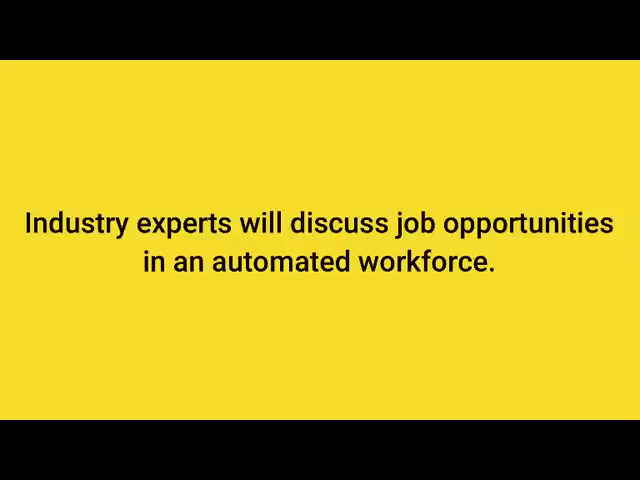 Industry experts will discuss job opportunities
in an automated workforce.